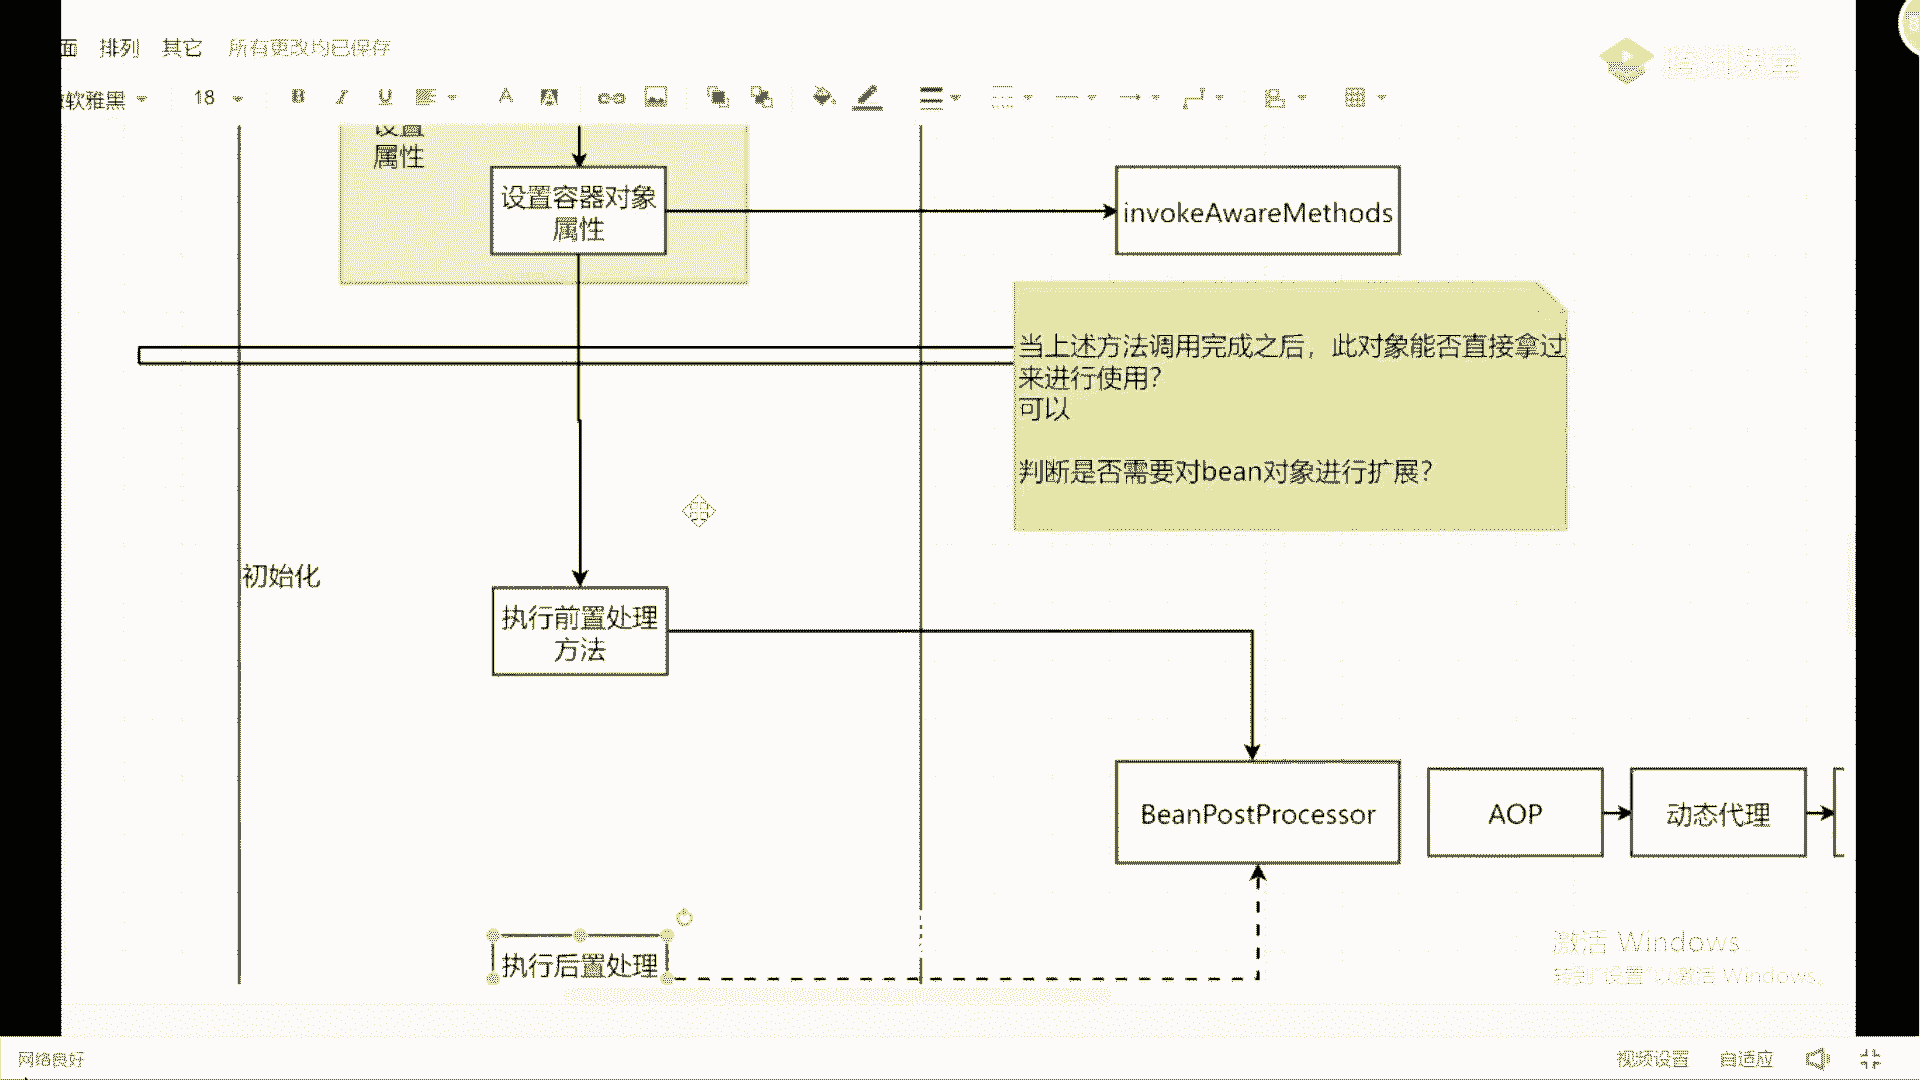 面 排列 其它 所有更改均已保存
软雅黑 18
设置
属性
设置容器对象
属性
invokeAwareMethods
当上述方法调用完成之后，此对象能否直接拿过
来进行使用？
可以
判断是否需要对bean对象进行扩展？
初始化
执行前置处理
方法
BeanPostProcessor
AOP
动态代理
执行后置处理
激活 Windows
转到"设置"以激活 Windows。
网络良好
视频设置 自适应